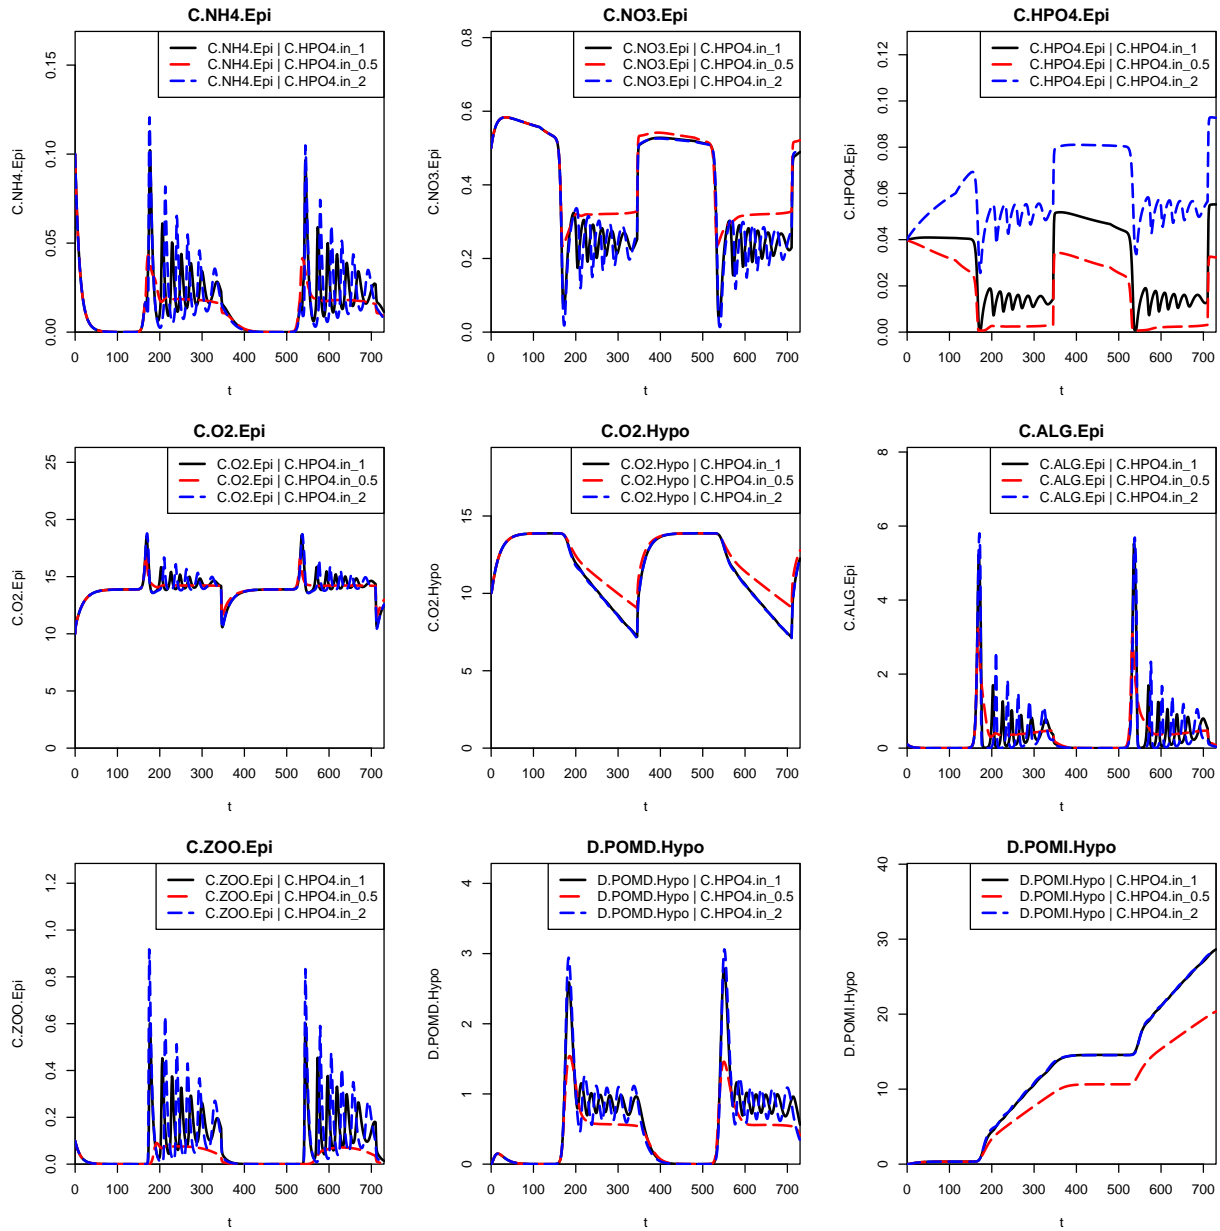 C.NH4.Epi
C.NH4.Epi | C.HPO4.in_1
C.NH4.Epi | C.HPO4.in_0.5
C.NH4.Epi | C.HPO4.in_2
C.NH4.Epi
0.00 0.05 0.10 0.15
0 100 200 300 400 500 600 700
t
C.NO3.Epi
C.NO3.Epi | C.HPO4.in_1
C.NO3.Epi | C.HPO4.in_0.5
C.NO3.Epi | C.HPO4.in_2
C.NO3.Epi
0.0 0.2 0.4 0.6 0.8
0 100 200 300 400 500 600 700
t
C.HPO4.Epi
C.HPO4.Epi | C.HPO4.in_1
C.HPO4.Epi | C.HPO4.in_0.5
C.HPO4.Epi | C.HPO4.in_2
C.HPO4.Epi
0.00 0.02 0.04 0.06 0.08 0.10 0.12
0 100 200 300 400 500 600 700
t
C.O2.Epi
C.O2.Epi | C.HPO4.in_1
C.O2.Epi | C.HPO4.in_0.5
C.O2.Epi | C.HPO4.in_2
C.O2.Epi
0 5 10 15 20 25
0 100 200 300 400 500 600 700
t
C.O2.Hypo
C.O2.Hypo | C.HPO4.in_1
C.O2.Hypo | C.HPO4.in_0.5
C.O2.Hypo | C.HPO4.in_2
C.O2.Hypo
0 5 10 15
0 100 200 300 400 500 600 700
t
C.ALG.Epi
C.ALG.Epi | C.HPO4.in_1
C.ALG.Epi | C.HPO4.in_0.5
C.ALG.Epi | C.HPO4.in_2
C.ALG.Epi
0 2 4 6 8
0 100 200 300 400 500 600 700
t
C.ZOO.Epi
C.ZOO.Epi | C.HPO4.in_1
C.ZOO.Epi | C.HPO4.in_0.5
C.ZOO.Epi | C.HPO4.in_2
C.ZOO.Epi
0.0 0.2 0.4 0.6 0.8 1.0 1.2
0 100 200 300 400 500 600 700
t
D.POMD.Hypo
D.POMD.Hypo | C.HPO4.in_1
D.POMD.Hypo | C.HPO4.in_0.5
D.POMD.Hypo | C.HPO4.in_2
D.POMD.Hypo
0 1 2 3 4
0 100 200 300 400 500 600 700
t
D.POMI.Hypo
D.POMI.Hypo | C.HPO4.in_1
D.POMI.Hypo | C.HPO4.in_0.5
D.POMI.Hypo | C.HPO4.in_2
D.POMI.Hypo
0 10 20 30 40
0 100 200 300 400 500 600 700
t